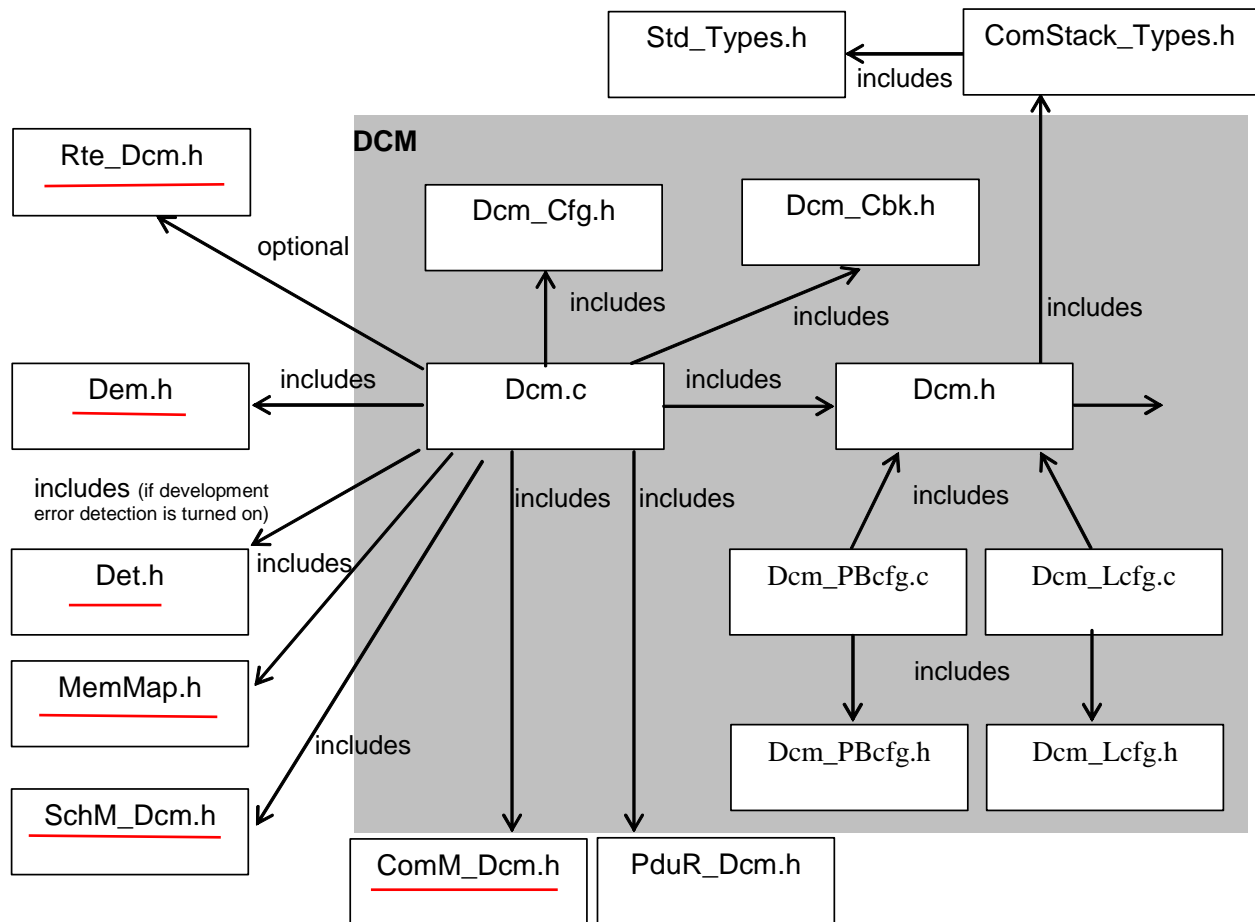 Std_Types.h
ComStack_Types.h
includes
Rte_Dcm.h
DCM
Dcm_Cfg.h
Dcm_Cbk.h
optional
includes
includes
includes
Dem.h
includes
Dcm.c
includes
Dcm.h
includes (if development
error detection is turned on)
includes
includes
includes
includes
Det.h
Dcm_PBcfg.c
Dcm_Lcfg.c
MemMap.h
includes
includes
Dcm_PBcfg.h
Dcm_Lcfg.h
SchM_Dcm.h
ComM_Dcm.h
PduR_Dcm.h